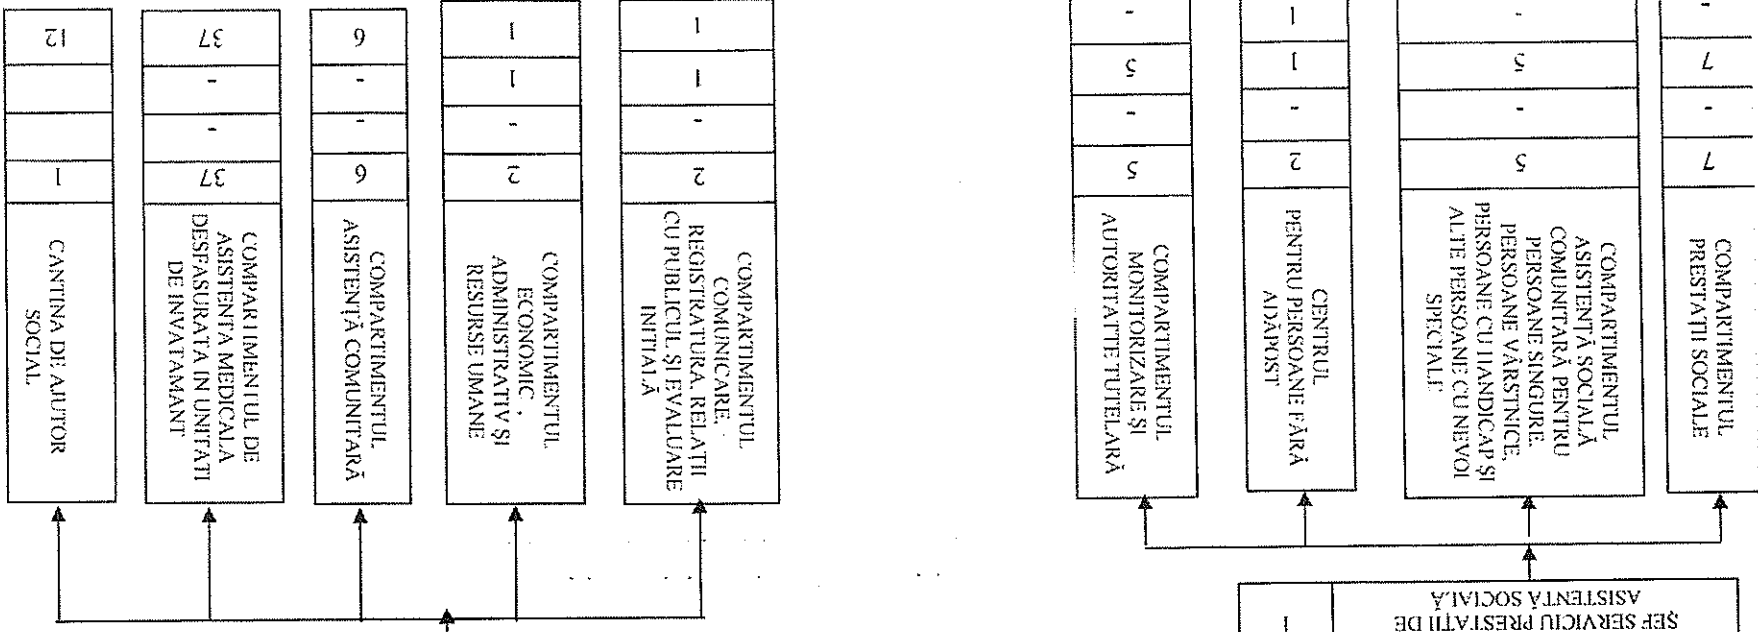 ȘEF SERVICIU PRESTAȚII DE
ASISTENȚĂ SOCIALĂ
1
COMPARTIMENTUL
PRESTAȚII SOCIALE
7
-
7
-
COMPARTIMENTUL
ASISTENȚĂ SOCIALĂ
COMUNITARĂ PENTRU
PERSOANE SINGURE,
PERSOANE VÂRSTNICE,
PERSOANE CU HANDICAP ȘI
ALTE PERSOANE CU NEVOI
SPECIALE
5
-
5
-
CENTRUL
PENTRU PERSOANE FĂRĂ
ADĂPOST
2
-
1
1
COMPARTIMENTUL
MONITORIZARE ȘI
AUTORITATTE TUTELARĂ
5
-
5
-
COMPARTIMENTUL
COMUNICARE,
REGISTRATURA, RELAȚII
CU PUBLICUL ȘI EVALUARE
INIȚIALĂ
2
-
1
1
COMPARTIMENTUL
ECONOMIC ,
ADMINISTRATIV ȘI
RESURSE UMANE
2
-
1
1
COMPARTIMENTUL
ASISTENȚĂ COMUNITARĂ
6
-
-
6
COMPARTIMENTUL DE
ASISTENTA MEDICALA
DESFASURATA IN UNITATI
DE INVATAMANT
37
-
-
37
CANTINA DE AJUTOR
SOCIAL
1
12